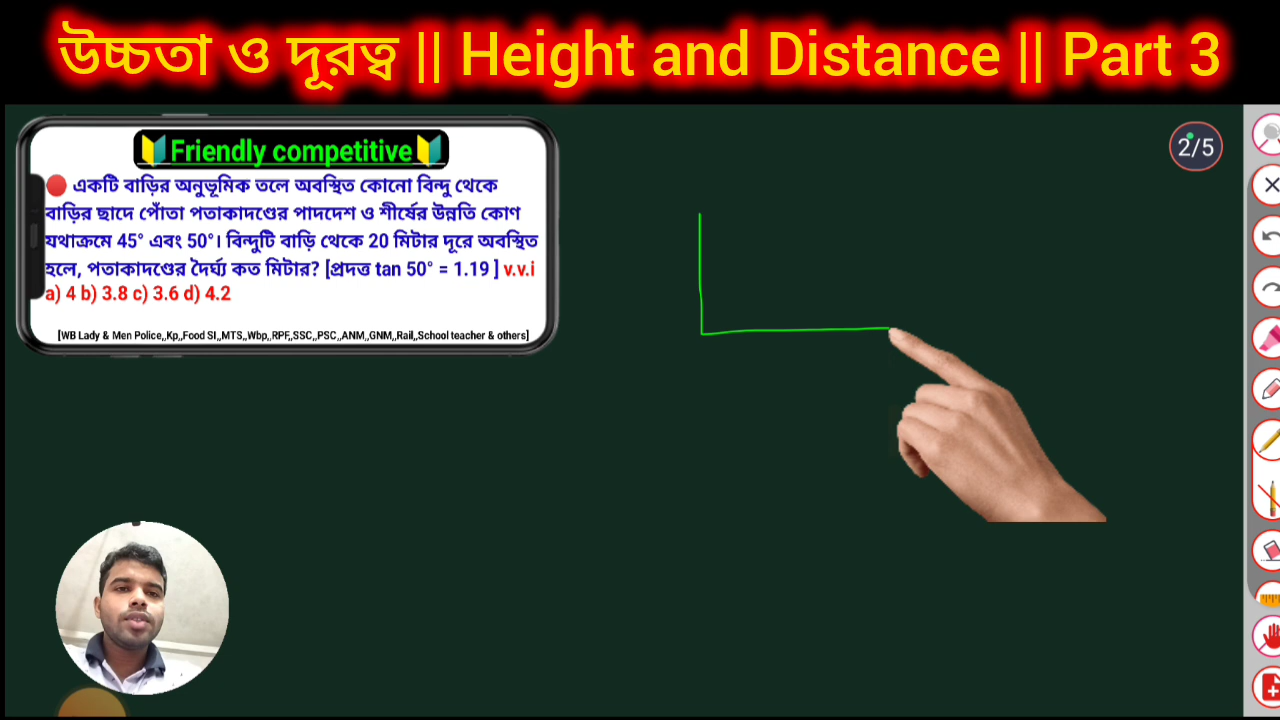 উচ্চতা ও দূরত্ব || Height and Distance || Part 3
Friendly competitive
2/5
একটি বাড়ির অনুভূমিক তলে অবস্থিত কোনো বিন্দু থেকে
বাড়ির ছাদে পোঁতা পতাকাদণ্ডের পাদদেশ ও শীর্ষের উন্নতি কোণ
যথাক্রমে 45° এবং 50°। বিন্দুটি বাড়ি থেকে 20 মিটার দূরে অবস্থিত
হলে, পতাকাদণ্ডের দৈর্ঘ্য কত মিটার? [প্রদত্ত tan 50° = 1.19 ] v.v.i
a) 4 b) 3.8 c) 3.6 d) 4.2
[WB Lady & Men Police,,Kp,,Food SI,,MTS,,Wbp,,RPF,,SSC,,PSC,,ANM,,GNM,,Rail,,School teacher & others]